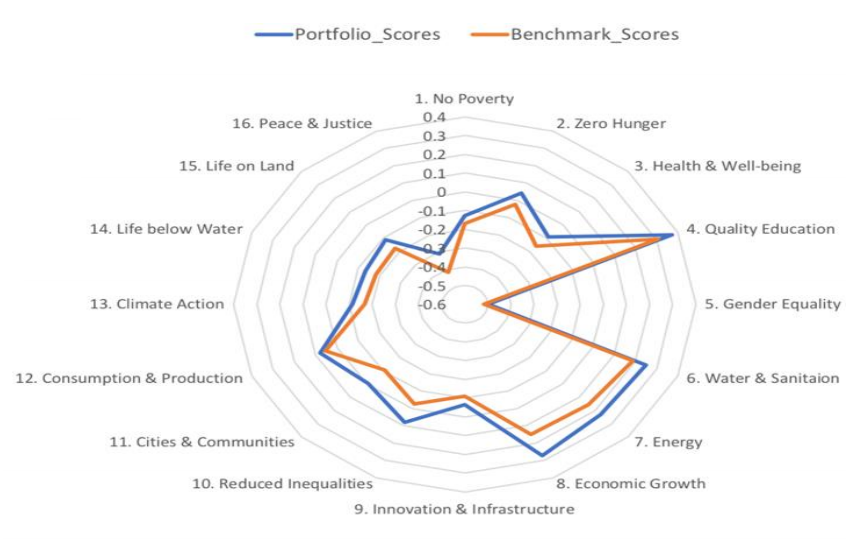 Portfolio_Scores Benchmark_Scores
1. No Poverty
0.4
16. Peace & Justice
2. Zero Hunger
0.3
0.2
15. Life on Land
3. Health & Well-being
0.1
0
-0.1
14. Life below Water
4. Quality Education
-0.2
-0.3
-0.4
-0.5
13. Climate Action
-0.6
5. Gender Equality
12. Consumption & Production
6. Water & Sanitaion
11. Cities & Communities
7. Energy
10. Reduced Inequalities
8. Economic Growth
9. Innovation & Infrastructure